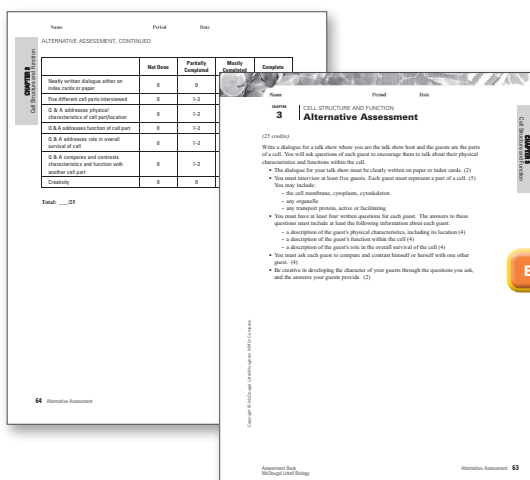 Name Period Date
ALTERNATIVE ASSESSMENT, CONTINUED
CHAPTER 3
Cell Structure and Function
Not Done Partially Completed Mostly Completed Complete
Neatly written dialogue either on index cards or paper 0 0
Five different cell parts interviewed 0 1–2
Q & A addresses physical characteristics of cell part/location 0 1–2
Q & A addresses function of cell part 0 1–2
Q & A addresses role in overall survival of cell 0 1–2
Q & A compares and contrasts characteristics and function with another cell part 0 1–2
Creativity 0 0
Total: ___/25
64 Alternative Assessment
Name Period Date
CHAPTER
3
CELL STRUCTURE AND FUNCTION
Alternative Assessment
(25 credits)
Write a dialogue for a talk show where you are the talk show host and the guests are the parts
of a cell. You will ask questions of each guest to encourage them to talk about their physical
characteristics and functions within the cell.
• The dialogue for your talk show must be clearly written on paper or index cards. (2)
• You must interview at least five guests. Each guest must represent a part of a cell. (5)
You may include:
- the cell membrane, cytoplasm, cytoskeleton
- any organelle
- any transport protein, active or facilitating
• You must have at least four written questions for each guest. The answers to these
questions must include at least the following information about each guest:
- a description of the guest's physical characteristics, including its location (4)
- a description of the guest's function within the cell (4)
- a description of the guest's role in the overall survival of the cell (4)
• You must ask each guest to compare and contrast himself or herself with one other
guest. (4)
• Be creative in developing the character of your guests through the questions you ask,
and the answers your guests provide. (2)
CHAPTER 3
Cell Structure and Function
B
Copyright © McDougal Littell/Houghton Mifflin Company.
Assessment Book
McDougal Littell Biology
Alternative Assessment 63